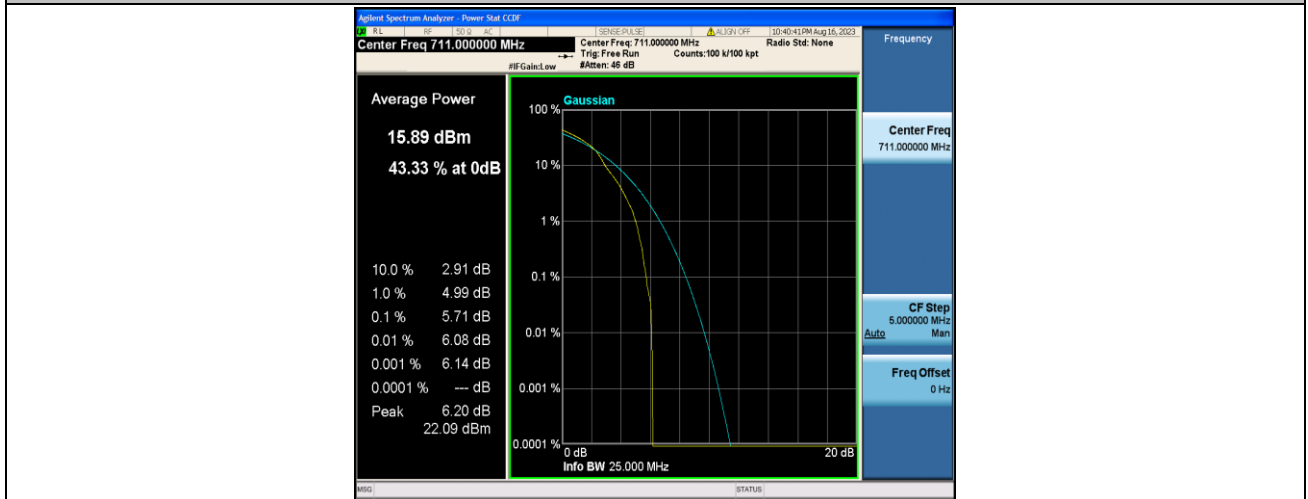 Agilent Spectrum Analyzer - Power Stat CCDF
RL RF 50 Ω AC SENSE:PULSE ALIGN OFF 10:40:41 PM Aug 16, 2023
Center Freq 711.000000 MHz Center Freq: 711.000000 MHz Radio Std: None
Trig: Free Run Counts:100 k/100 kpt
#IFGain:Low #Atten: 46 dB
Frequency
Average Power
15.89 dBm
43.33 % at 0dB
10.0 % 2.91 dB
1.0 % 4.99 dB
0.1 % 5.71 dB
0.01 % 6.08 dB
0.001 % 6.14 dB
0.0001 % --- dB
Peak 6.20 dB
22.09 dBm
Gaussian
100 %
10 %
1 %
0.1 %
0.01 %
0.001 %
0.0001 %
0 dB 20 dB
Info BW 25.000 MHz
Center Freq
711.000000 MHz
CF Step
5.000000 MHz
Auto Man
Freq Offset
0 Hz
MSG STATUS